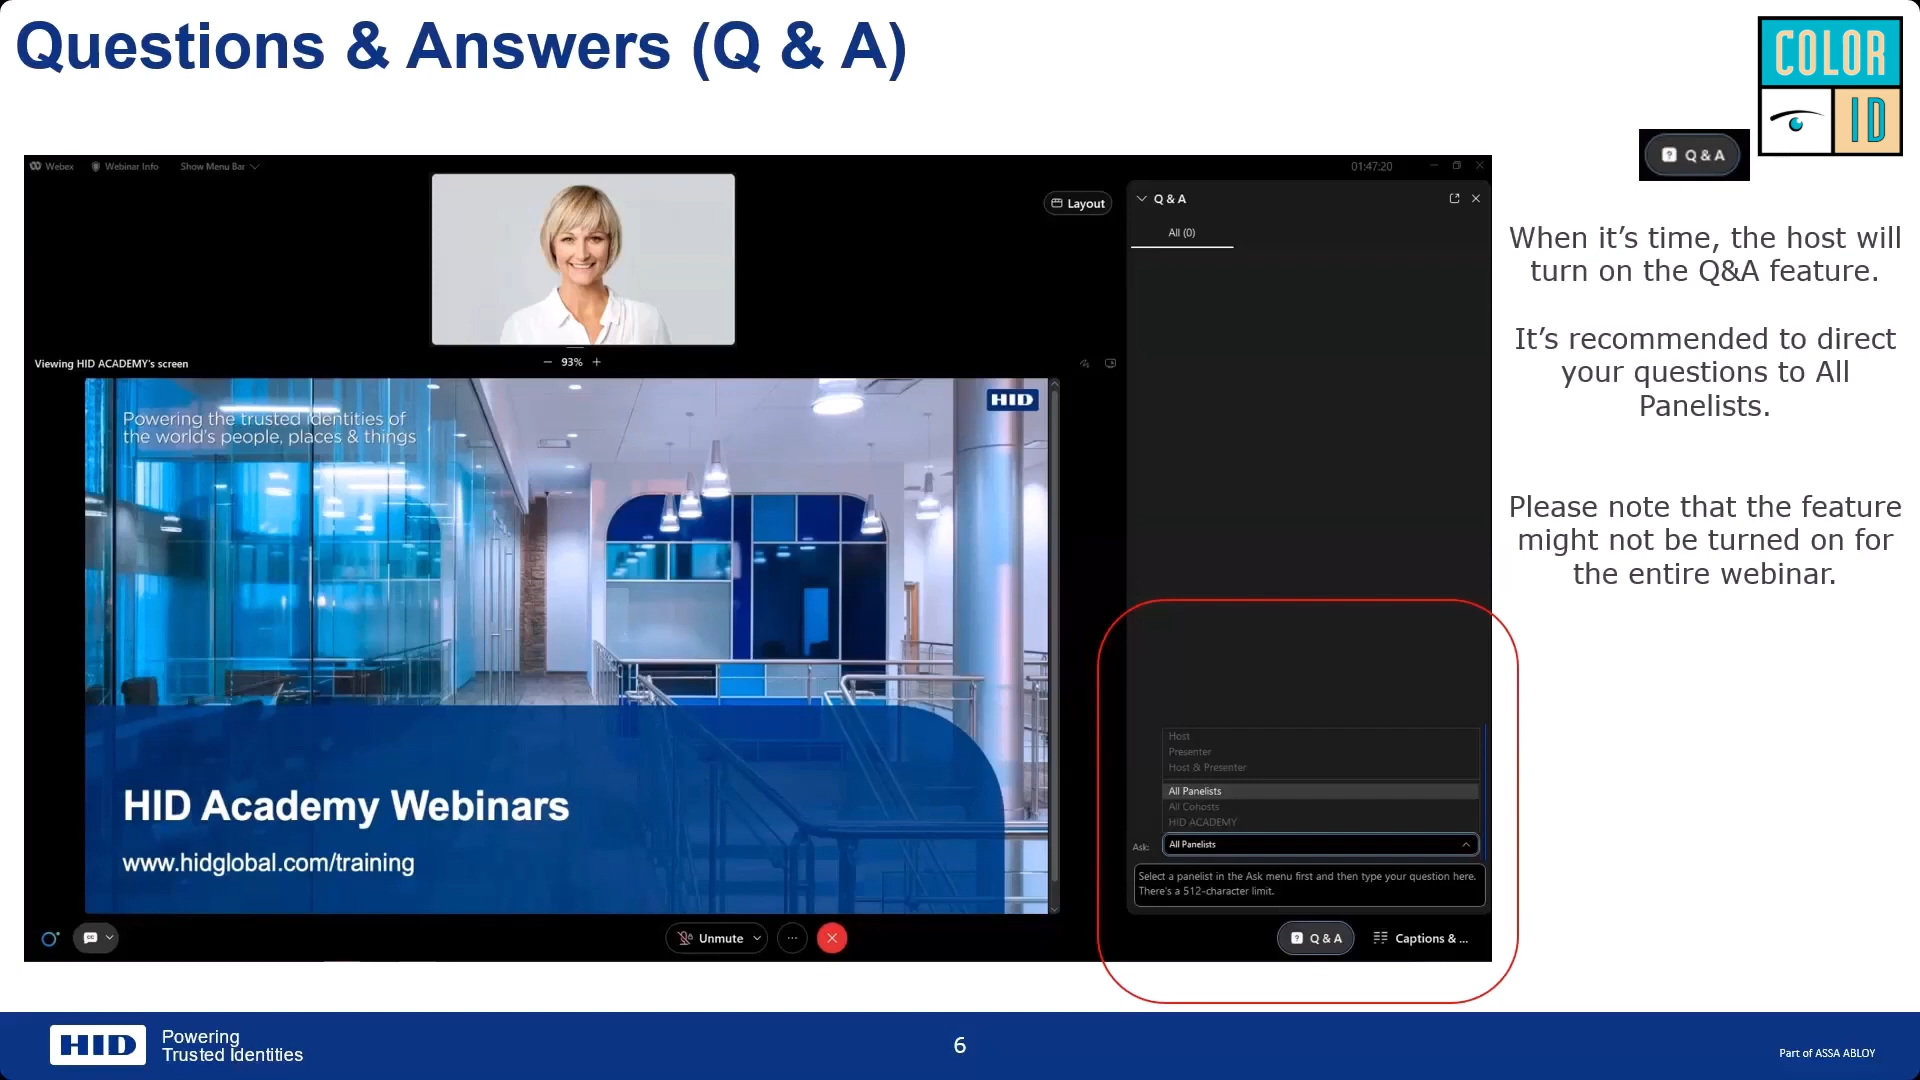 Questions & Answers (Q & A)
COLOR
ID
Q & A
Webex
Webinar Info
Show Menu Bar
01:47:20
Layout
Q & A
All (0)
Viewing HID ACADEMY's screen
93%
Powering the trusted identities of
the world's people, places & things
HID
HID Academy Webinars
www.hidglobal.com/training
Host
Presenter
Host & Presenter
All Panelists
All Cohosts
HID ACADEMY
Ask:
All Panelists
Select a panelist in the Ask menu first and then type your question here.
There's a 512-character limit.
Unmute
Q & A
Captions & ...
When it’s time, the host will
turn on the Q&A feature.
It’s recommended to direct
your questions to All
Panelists.
Please note that the feature
might not be turned on for
the entire webinar.
HID
Powering
Trusted Identities
6
Part of ASSA ABLOY